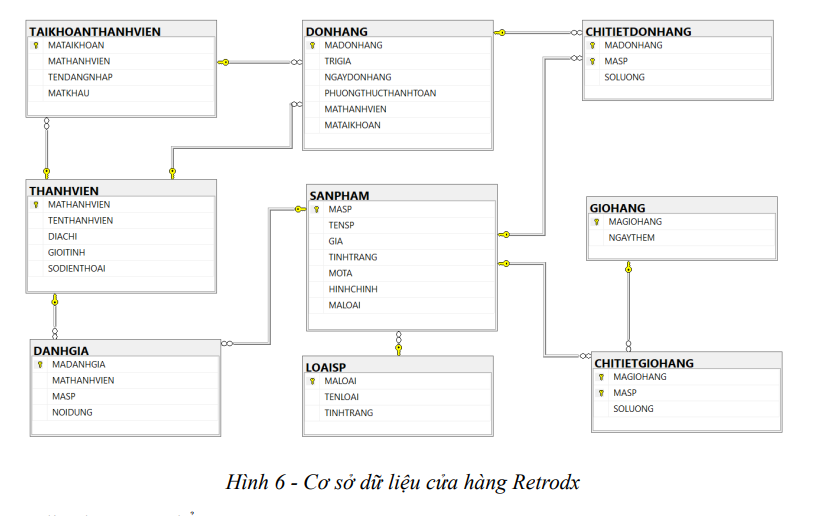 TAIKHOANTHANHVIEN
MATAIKHOAN
MATHANHVIEN
TENDANGNHAP
MATKHAU
DONHANG
MADONHANG
TRIGIA
NGAYDONHANG
PHUONGTHUCTHANHTOAN
MATHANHVIEN
MATAIKHOAN
CHITIETDONHANG
MADONHANG
MASP
SOLUONG
THANHVIEN
MATHANHVIEN
TENTHANHVIEN
DIACHI
GIOITINH
SODIENTHOAI
SANPHAM
MASP
TENSP
GIA
TINHTRANG
MOTA
HINHCHINH
MALOAI
GIOHANG
MAGIOHANG
NGAYTHEM
DANHGIA
MADANHGIA
MATHANHVIEN
MASP
NOIDUNG
LOAISP
MALOAI
TENLOAI
TINHTRANG
CHITIETGIOHANG
MAGIOHANG
MASP
SOLUONG
Hình 6 - Cơ sở dữ liệu cửa hàng Retrodx